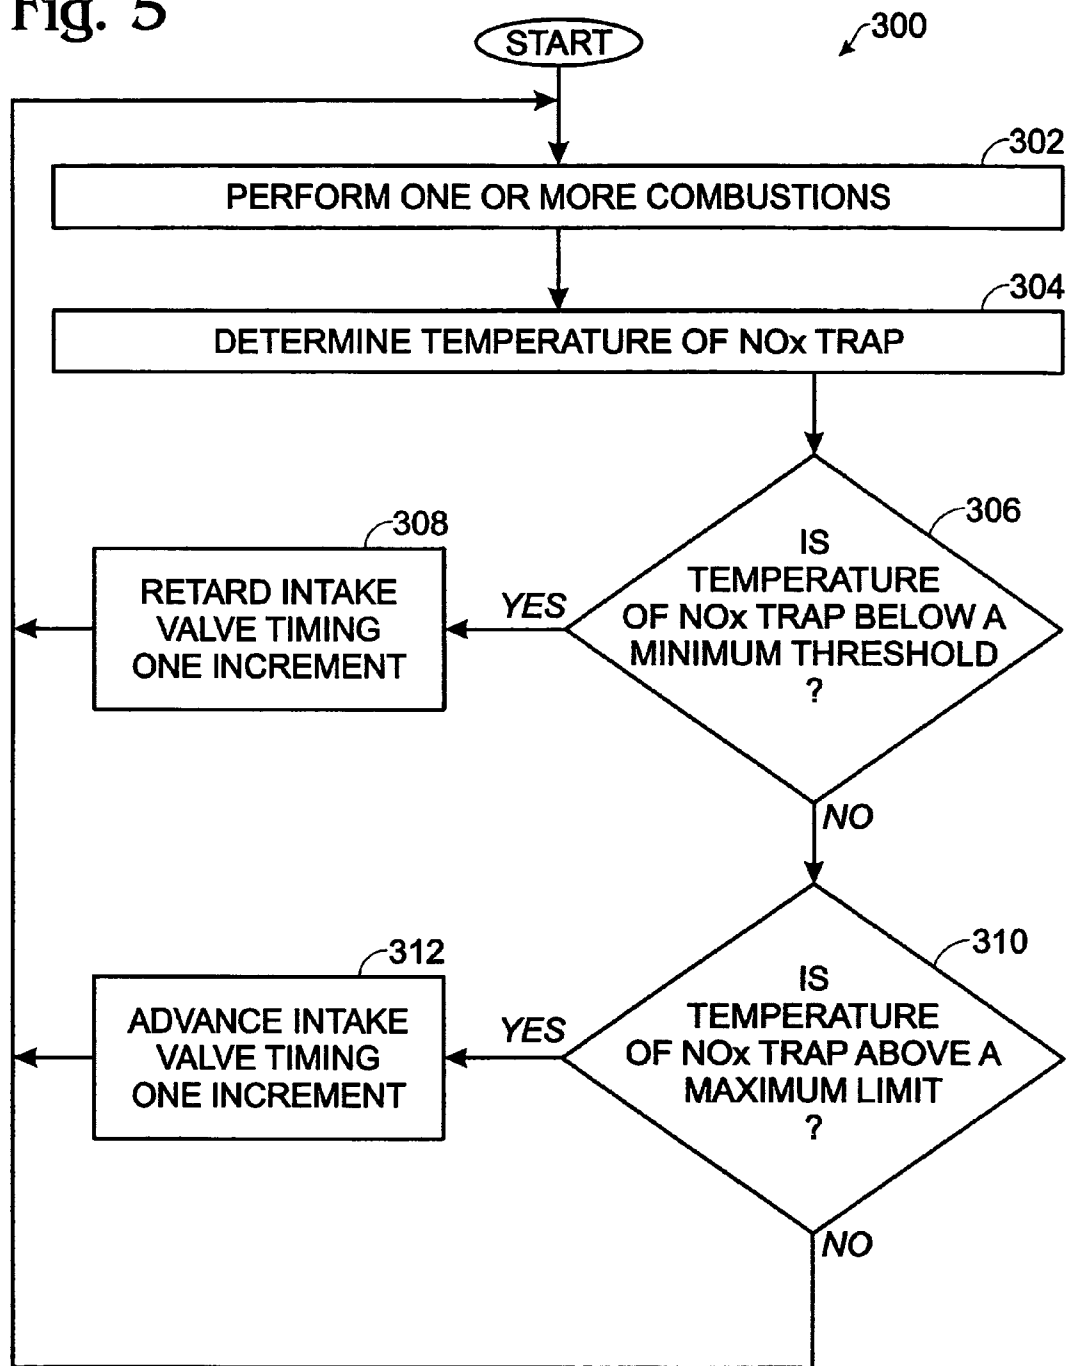 Fig. 5
START
300
302
PERFORM ONE OR MORE COMBUSTIONS
304
DETERMINE TEMPERATURE OF NOx TRAP
306
IS
TEMPERATURE
OF NOx TRAP BELOW A
MINIMUM THRESHOLD
?
YES
308
RETARD INTAKE
VALVE TIMING
ONE INCREMENT
NO
310
IS
TEMPERATURE
OF NOx TRAP ABOVE A
MAXIMUM LIMIT
?
YES
312
ADVANCE INTAKE
VALVE TIMING
ONE INCREMENT
NO